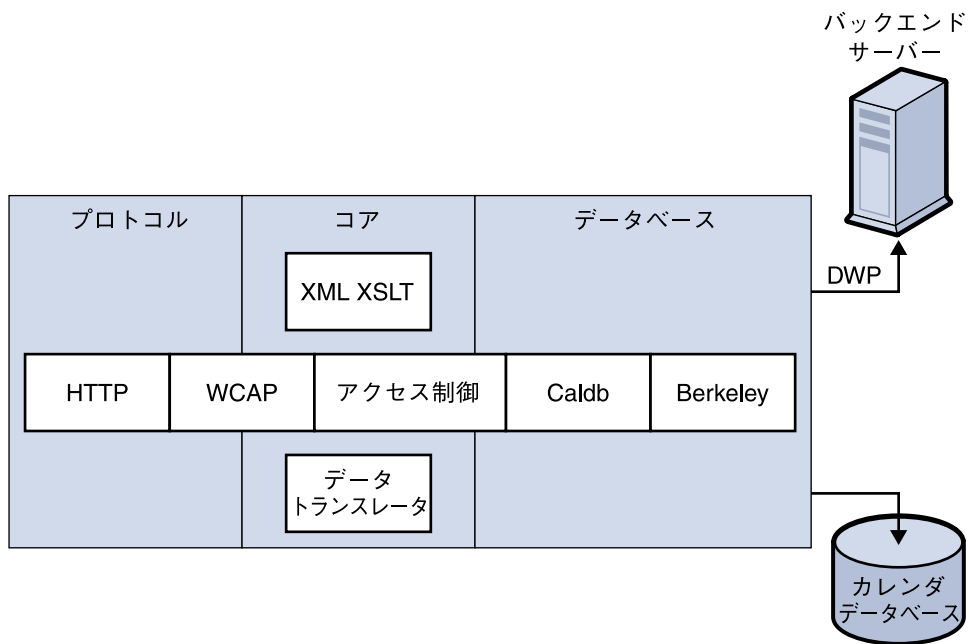 バックエンド
サーバー
プロトコル
コア
データベース
XML XSLT
DWP
HTTP
WCAP
アクセス制御
Caldb
Berkeley
データ
トランスレータ
カレンダ
データベース